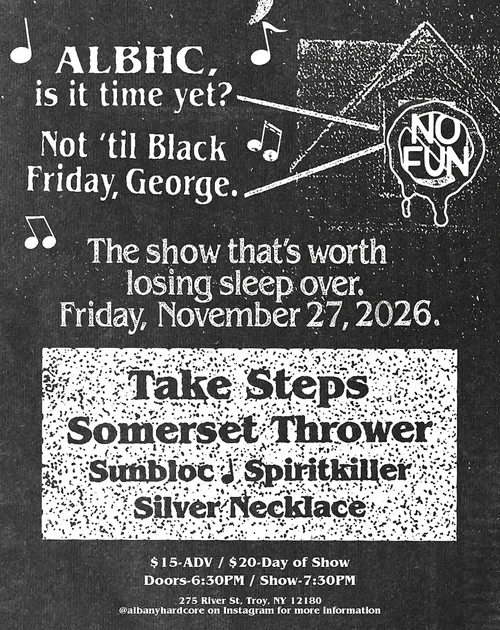 ALBHC,
is it time yet?
NO
FUN
Not ‘til Black
Friday, George.
The show that's worth
losing sleep over.
Friday, November 27, 2026.
Take Steps
Somerset Thrower
Sunbloc Spiritkiller
Silver Necklace
$15-ADV / $20-Day of Show
Doors-6:30PM / Show-7:30PM
275 River St, Troy, NY 12180
@albanyhardcore on Instagram for more information